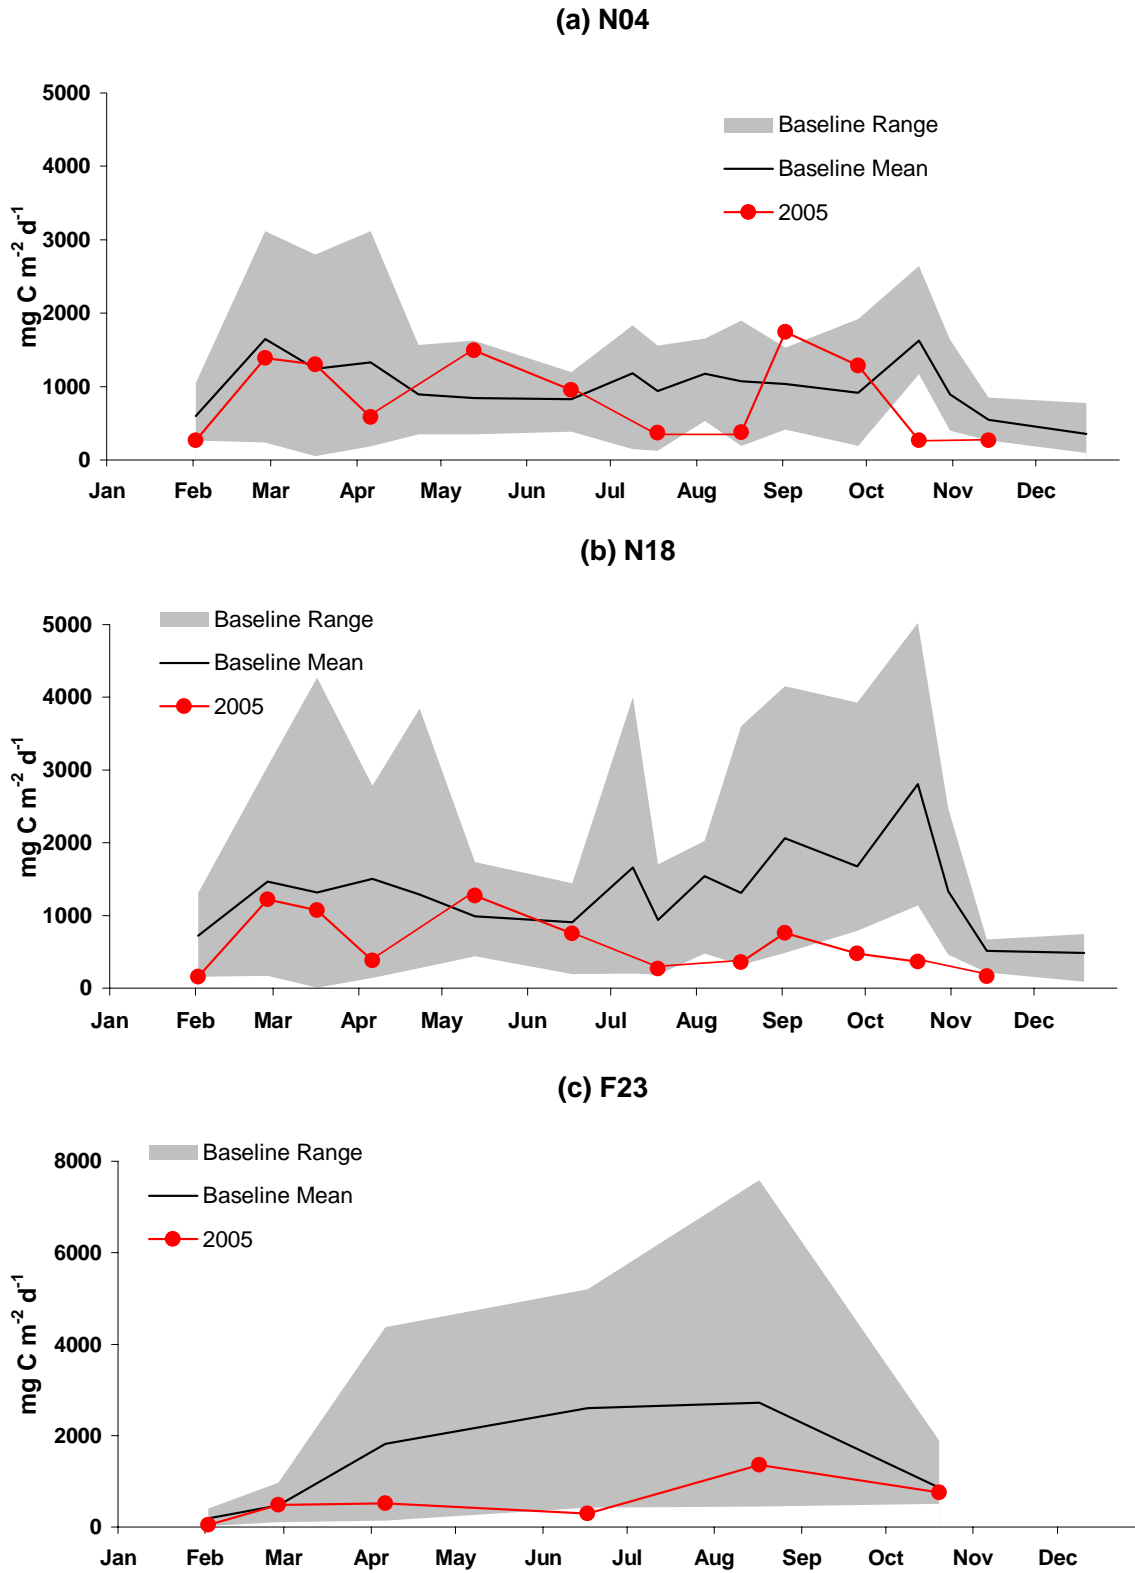 (a) N04
5000
4000
3000
2000
1000
0
mg C m-2 d-1
Baseline Range
Baseline Mean
2005
Jan Feb Mar Apr May Jun Jul Aug Sep Oct Nov Dec
(b) N18
5000
4000
3000
2000
1000
0
mg C m-2 d-1
Baseline Range
Baseline Mean
2005
Jan Feb Mar Apr May Jun Jul Aug Sep Oct Nov Dec
(c) F23
8000
6000
4000
2000
0
mg C m-2 d-1
Baseline Range
Baseline Mean
2005
Jan Feb Mar Apr May Jun Jul Aug Sep Oct Nov Dec